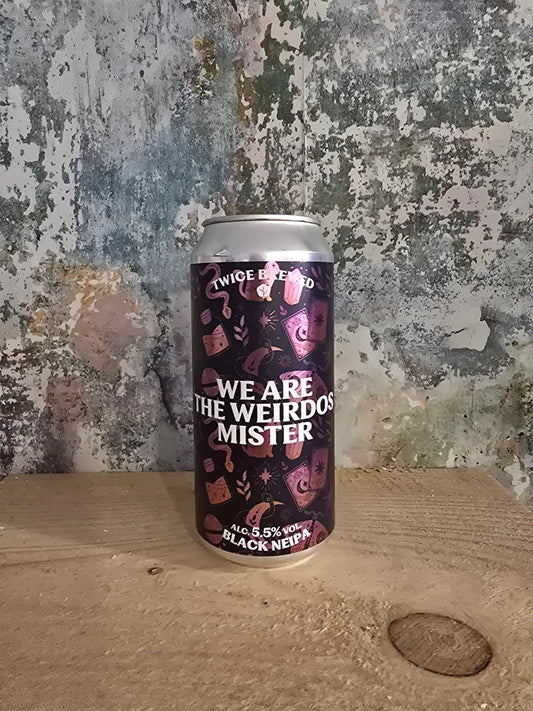 TWICE BREWED
WE ARE
THE WEIRDOS
MISTER
ALC. 5.5% VOL.
BLACK NEIPA